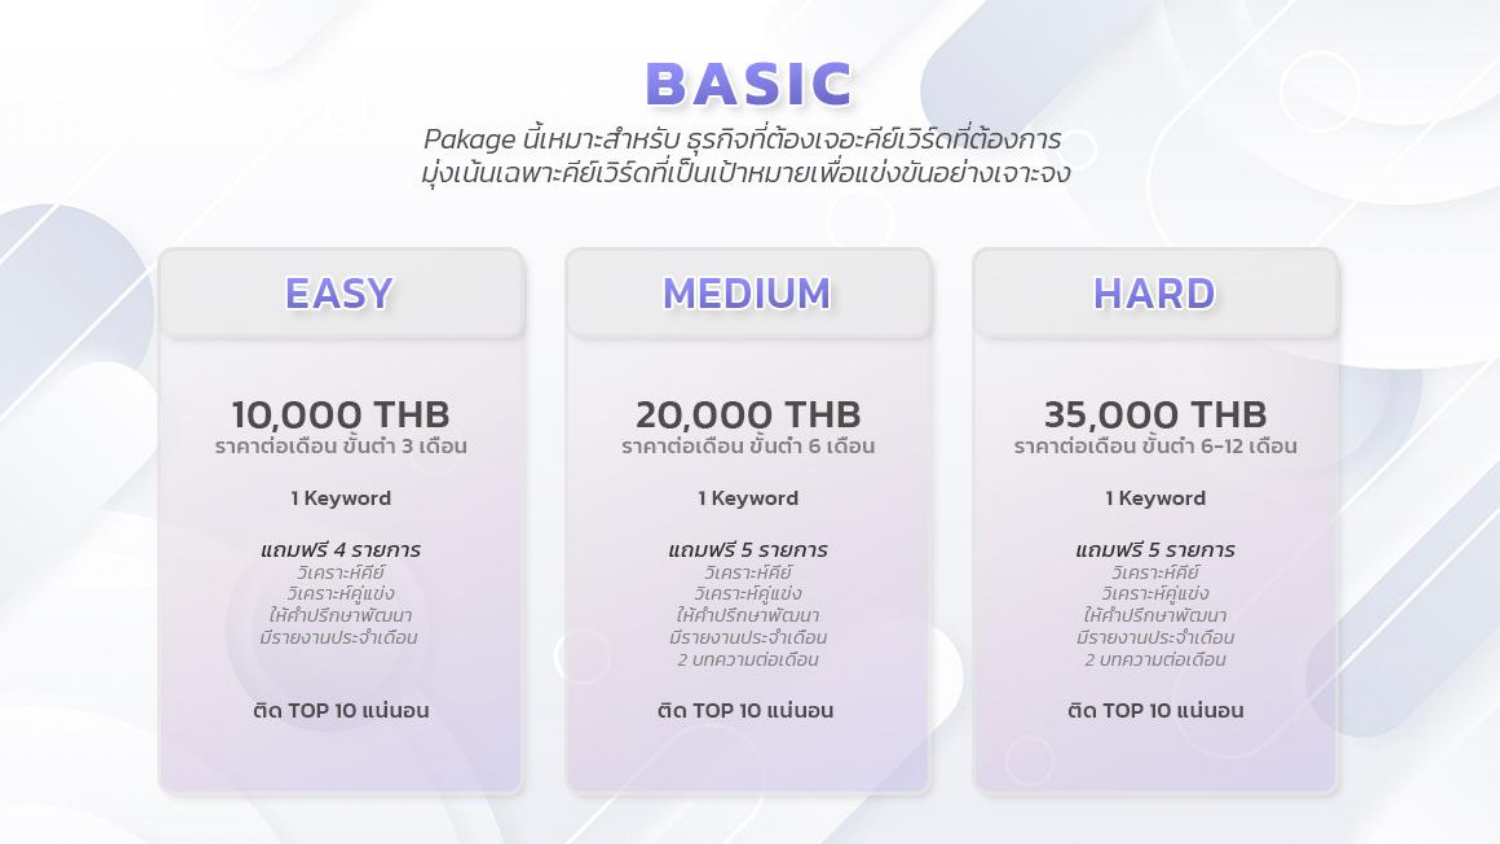 BASIC
Pakage นี้เหมาะสำหรับ ธุรกิจที่ต้องเจอะคีย์เวิร์ดที่ต้องการ
มุ่งเน้นเฉพาะคีย์เวิร์ดที่เป็นเป้าหมายเพื่อแข่งขันอย่างเจาะจง
EASY
10,000 THB
ราคาต่อเดือน ขั้นตำ 3 เดือน
1 Keyword
แถมฟรี 4 รายการ
วิเคราะห์คีย์
วิเคราะห์คู่แข่ง
ให้คำปรึกษาพัฒนา
มีรายงานประจำเดือน
ติด TOP 10 แน่นอน
MEDIUM
20,000 THB
ราคาต่อเดือน ขั้นตำ 6 เดือน
1 Keyword
แถมฟรี 5 รายการ
วิเคราะห์คีย์
วิเคราะห์คู่แข่ง
ให้คำปรึกษาพัฒนา
มีรายงานประจำเดือน
2 บทความต่อเดือน
ติด TOP 10 แน่นอน
HARD
35,000 THB
ราคาต่อเดือน ขั้นตำ 6-12 เดือน
1 Keyword
แถมฟรี 5 รายการ
วิเคราะห์คีย์
วิเคราะห์คู่แข่ง
ให้คำปรึกษาพัฒนา
มีรายงานประจำเดือน
2 บทความต่อเดือน
ติด TOP 10 แน่นอน